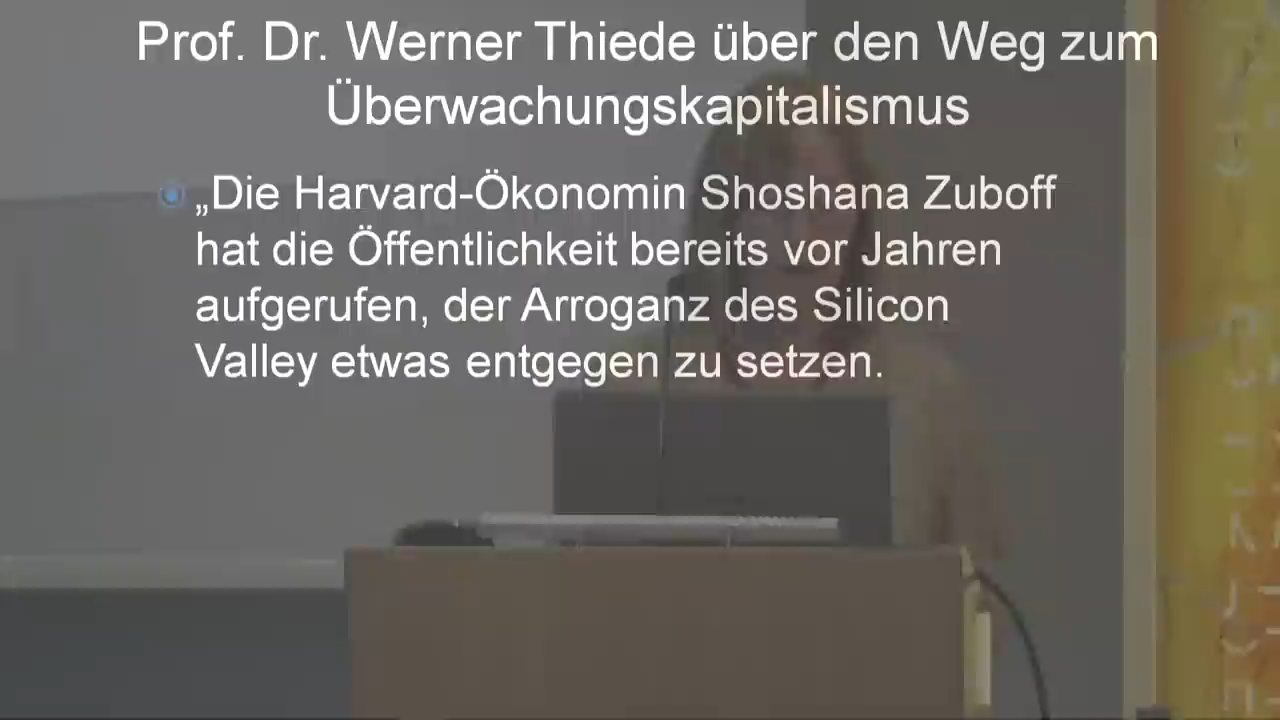 Prof. Dr. Werner Thiede über den Weg zum
Überwachungskapitalismus
„Die Harvard-Ökonomin Shoshana Zuboff
hat die Öffentlichkeit bereits vor Jahren
aufgerufen, der Arroganz des Silicon
Valley etwas entgegen zu setzen.